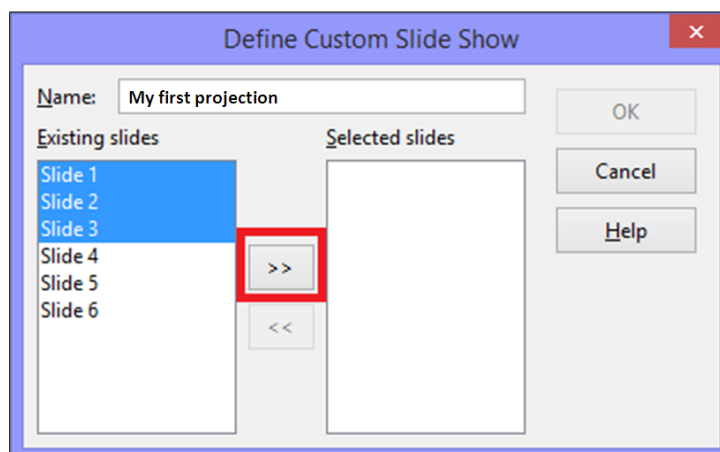 Define Custom Slide Show
×
Name: My first projection
OK
Existing slides
Selected slides
Cancel
Help
Slide 1
Slide 2
Slide 3
Slide 4
Slide 5
Slide 6
>>
<<